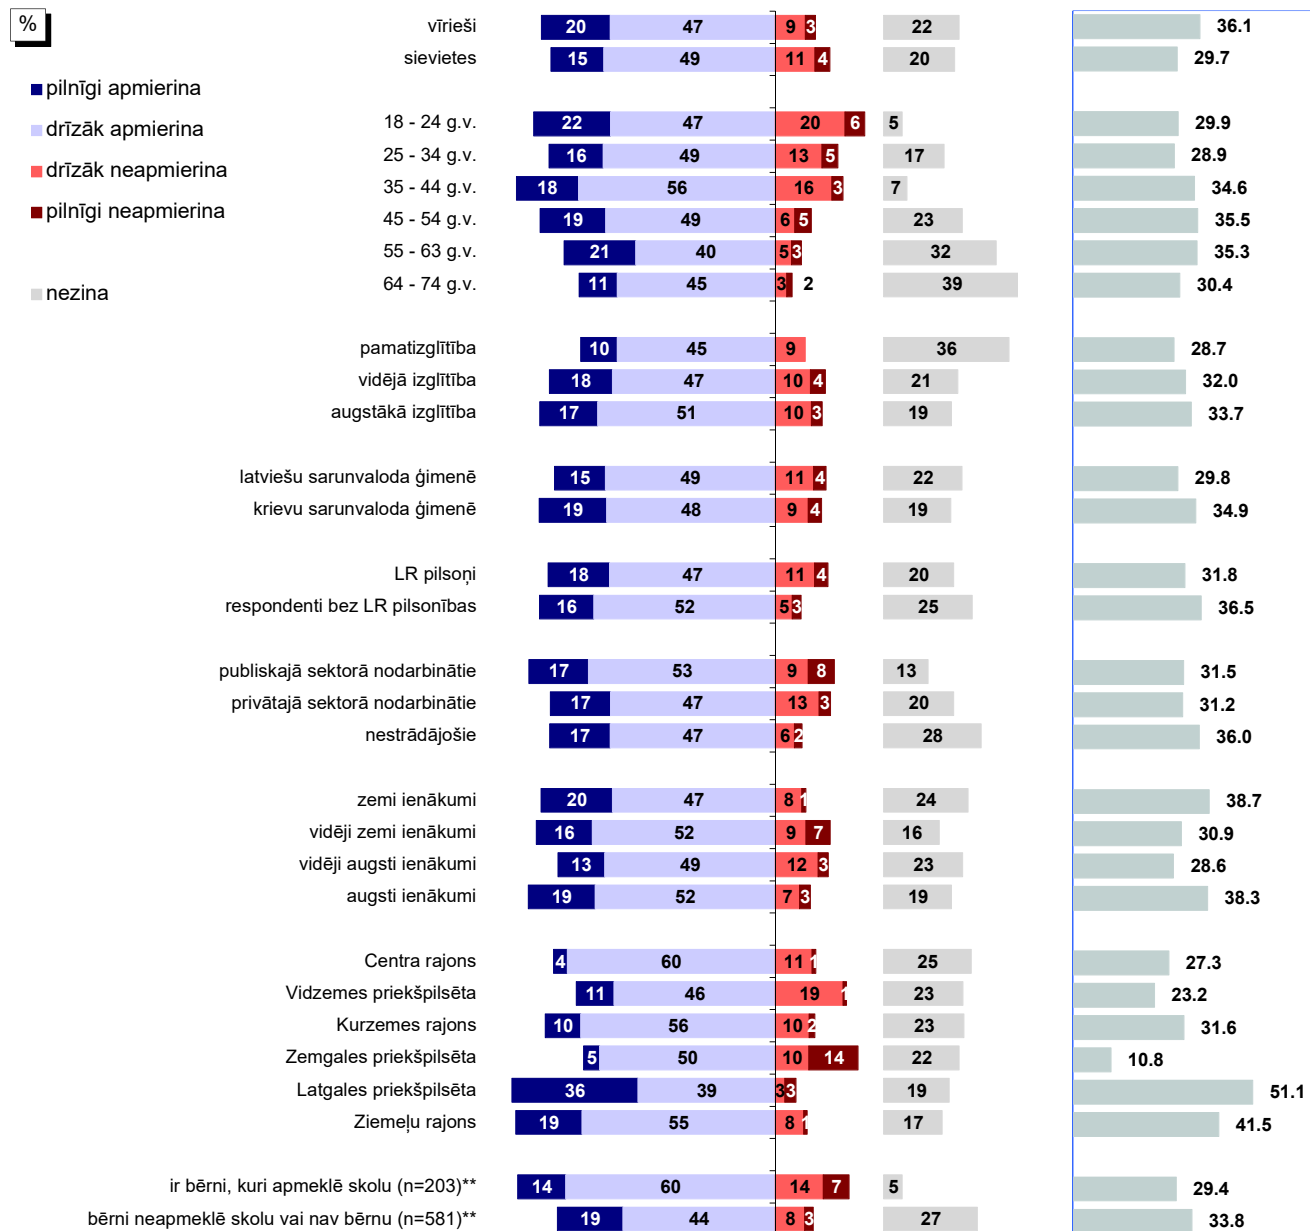 %
pilnīgi apmierina
drīzāk apmierina
drīzāk neapmierina
pilnīgi neapmierina
nezina
vīrieši 20 47 9 3 22 36.1
sievietes 15 49 11 4 20 29.7
18 - 24 g.v. 22 47 20 6 5 29.9
25 - 34 g.v. 16 49 13 5 17 28.9
35 - 44 g.v. 18 56 16 3 7 34.6
45 - 54 g.v. 19 49 6 5 23 35.5
55 - 63 g.v. 21 40 5 3 32 35.3
64 - 74 g.v. 11 45 3 2 39 30.4
pamatizglītība 10 45 9 36 28.7
vidējā izglītība 18 47 10 4 21 32.0
augstākā izglītība 17 51 10 3 19 33.7
latviešu sarunvaloda ģimenē 15 49 11 4 22 29.8
krievu sarunvaloda ģimenē 19 48 9 4 19 34.9
LR pilsoņi 18 47 11 4 20 31.8
respondenti bez LR pilsonības 16 52 5 3 25 36.5
publiskajā sektorā nodarbinātie 17 53 9 8 13 31.5
privātajā sektorā nodarbinātie 17 47 13 3 20 31.2
nestrādājošie 17 47 6 2 28 36.0
zemi ienākumi 20 47 8 1 24 38.7
vidēji zemi ienākumi 16 52 9 7 16 30.9
vidēji augsti ienākumi 13 49 12 3 23 28.6
augsti ienākumi 19 52 7 3 19 38.3
Centra rajons 4 60 11 1 25 27.3
Vidzemes priekšpilsēta 11 46 19 1 23 23.2
Kurzemes rajons 10 56 10 2 23 31.6
Zemgales priekšpilsēta 5 50 10 14 22 10.8
Latgales priekšpilsēta 36 39 3 3 19 51.1
Ziemeļu rajons 19 55 8 1 17 41.5
ir bērni, kuri apmeklē skolu (n=203)** 14 60 14 7 5 29.4
bērni neapmeklē skolu vai nav bērnu (n=581)** 19 44 8 3 27 33.8